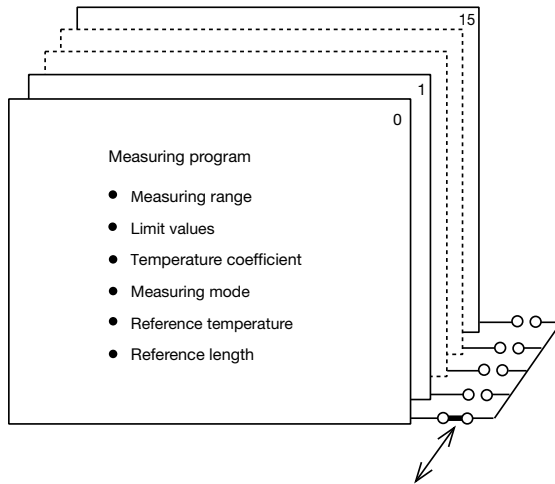 15
1
0
Measuring program
● Measuring range
● Limit values
● Temperature coefficient
● Measuring mode
● Reference temperature
● Reference length